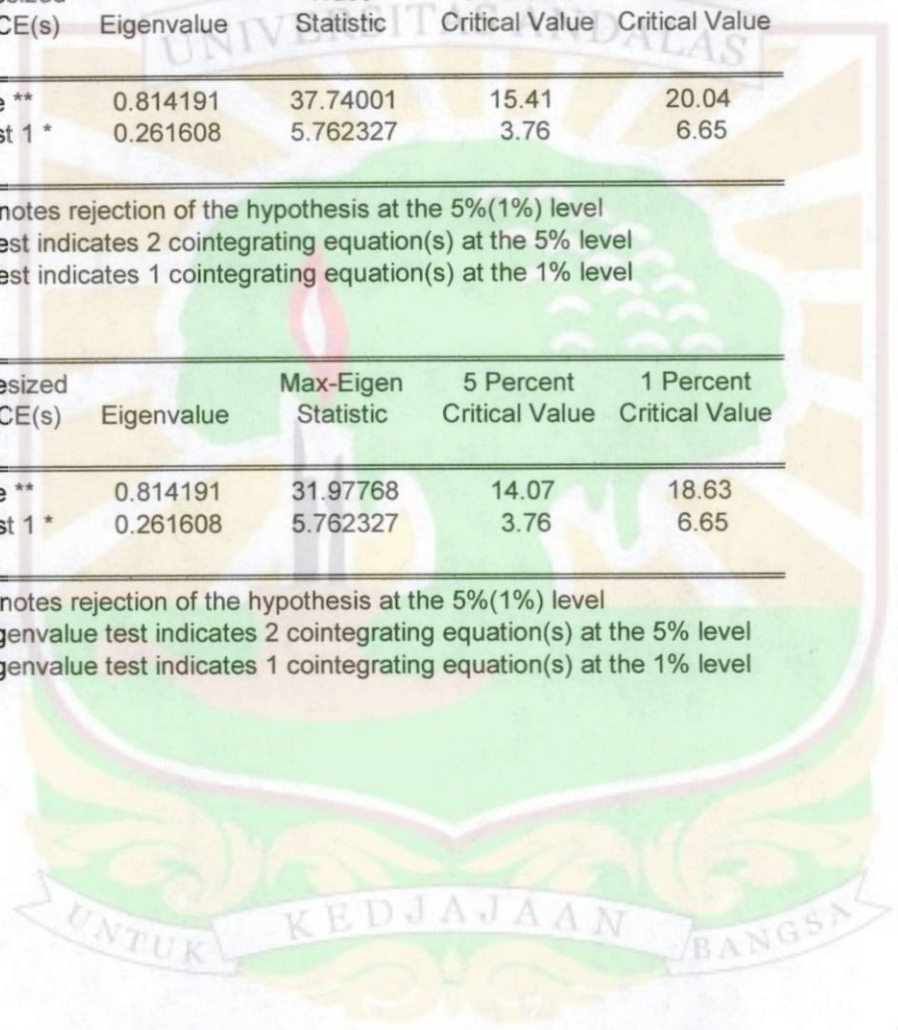 CE(s) Eigenvalue Statistic Critical Value Critical Value
UNIVERSITAS ANDALAS
** 0.814191 37.74001 15.41 20.04
1 * 0.261608 5.762327 3.76 6.65
notes rejection of the hypothesis at the 5%(1%) level
est indicates 2 cointegrating equation(s) at the 5% level
est indicates 1 cointegrating equation(s) at the 1% level
esized Max-Eigen 5 Percent 1 Percent
CE(s) Eigenvalue Statistic Critical Value Critical Value
e ** 0.814191 31.97768 14.07 18.63
st 1 * 0.261608 5.762327 3.76 6.65
notes rejection of the hypothesis at the 5%(1%) level
genvalue test indicates 2 cointegrating equation(s) at the 5% level
genvalue test indicates 1 cointegrating equation(s) at the 1% level
UNTUK KEDJAJAAN BANGSA